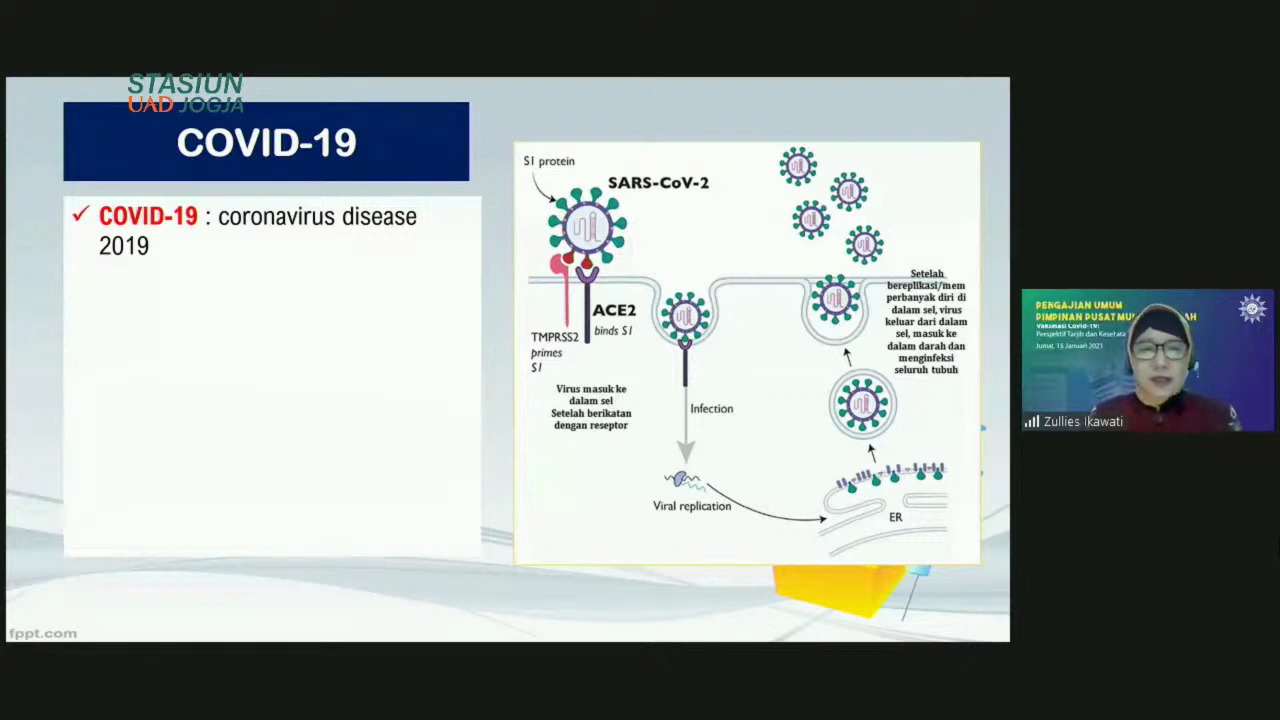 STASIUN
UAD JOGJA
COVID-19
✓ COVID-19 : coronavirus disease
2019
S1 protein
SARS-CoV-2
ACE2
binds S1
TMPRSS2
primes
S1
Virus masuk ke
dalam sel
Setelah berikatan
dengan reseptor
Infection
Viral replication
ER
Setelah
bereplikasi/mem
perbanyak diri di
dalam sel, virus
keluar dari dalam
sel, masuk ke
dalam darah dan
menginfeksi
seluruh tubuh
fppt.com
PENGAJIAN UMUM
PIMPINAN PUSAT
Vaksinasi Covid-19:
Perspektif Tarjih dan
Jumat, 15 Januari 2021
Zullies Ikawati